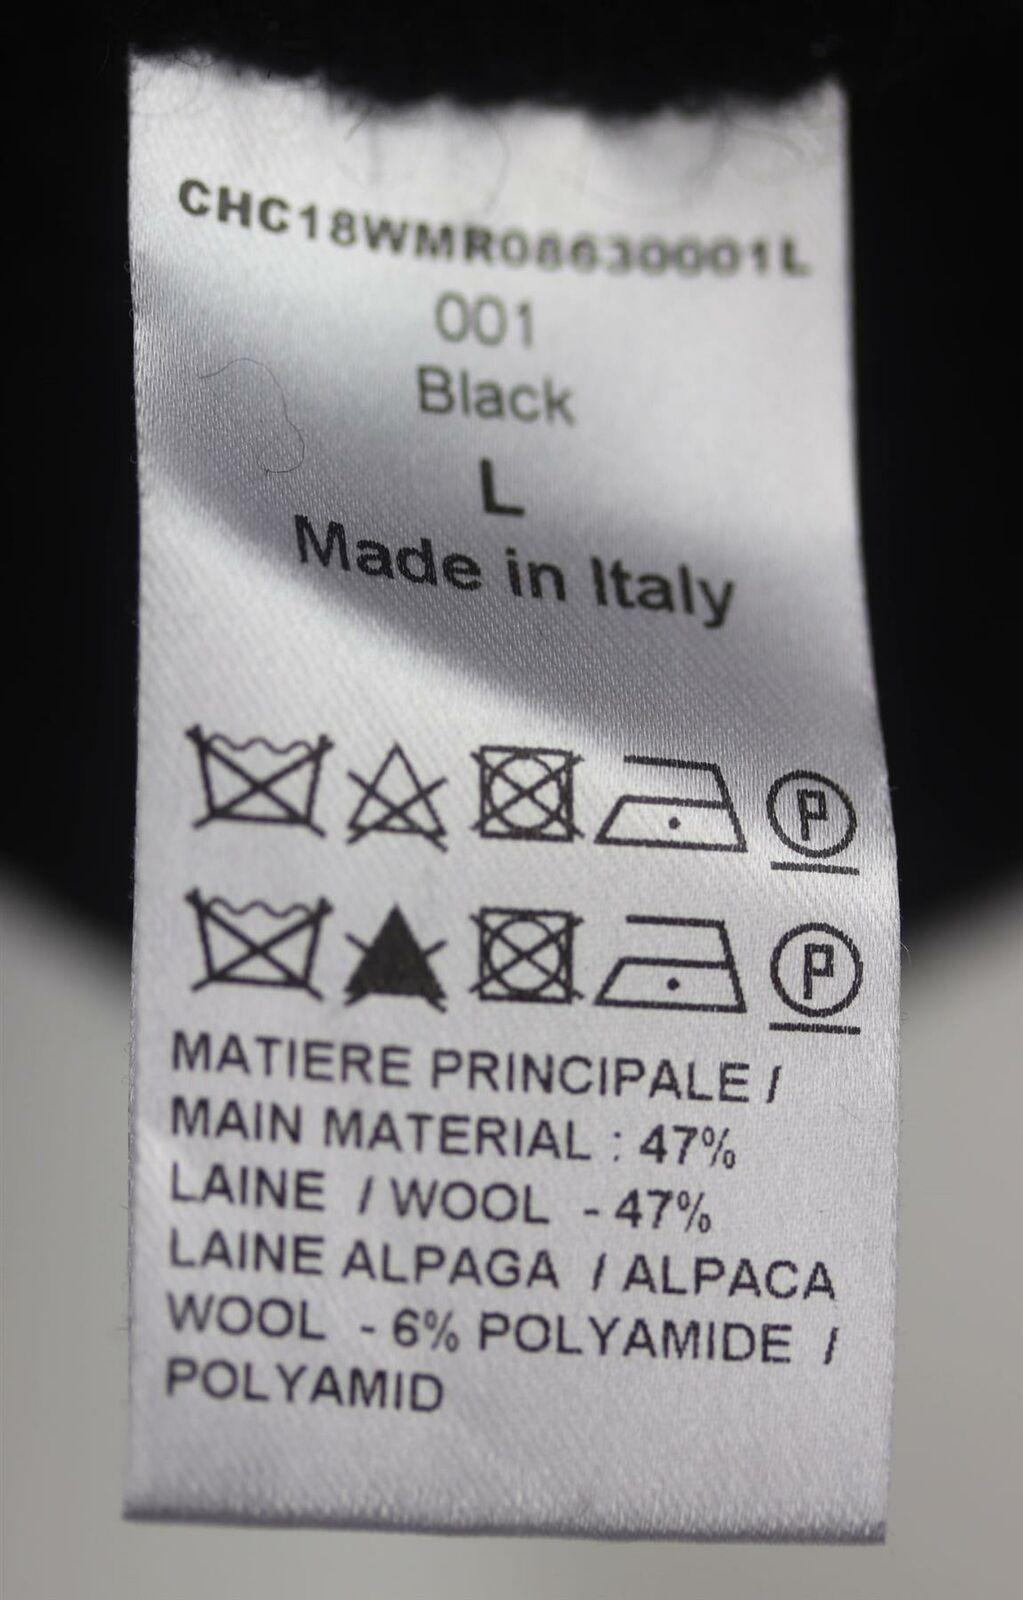 CHC18WMR08630001L
001
Black
L
Made in Italy
P
P
MATIERE PRINCIPALE /
MAIN MATERIAL : 47%
LAINE / WOOL - 47%
LAINE ALPAGA / ALPACA
WOOL - 6% POLYAMIDE /
POLYAMID